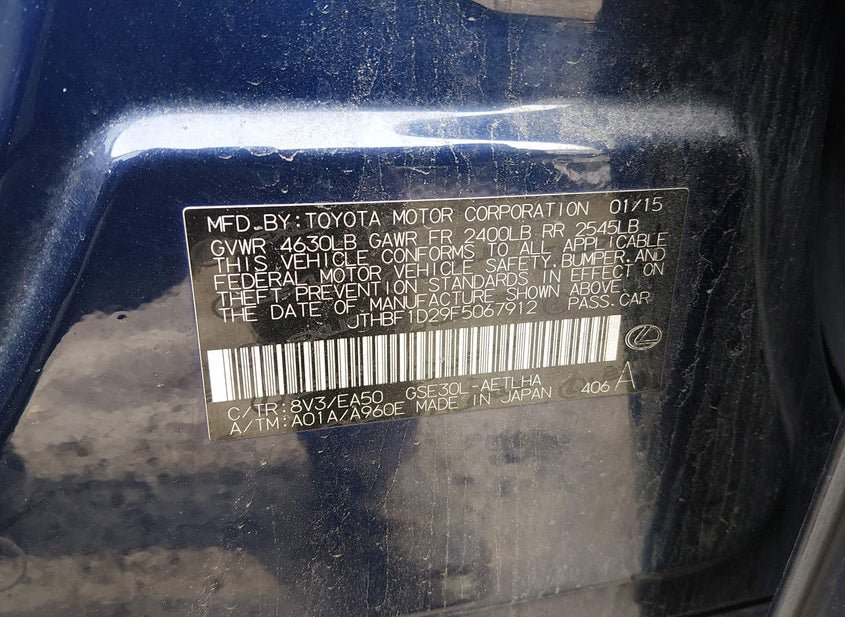 MFD.BY:TOYOTA MOTOR CORPORATION 01/15
GVWR 4630LB GAWR FR 2400LB RR 2545LB
THIS VEHICLE CONFORMS TO ALL APPLICABLE
FEDERAL MOTOR VEHICLE SAFETY,BUMPER,AND
THEFT PREVENTION STANDARDS IN EFFECT ON
THE DATE OF MANUFACTURE SHOWN ABOVE.
JTHBF1D29F5067912 PASS.CAR
C/TR:8V3/EA50 GSE30L-AETLHA 406 A
A/TM:A01A/A960E MADE IN JAPAN